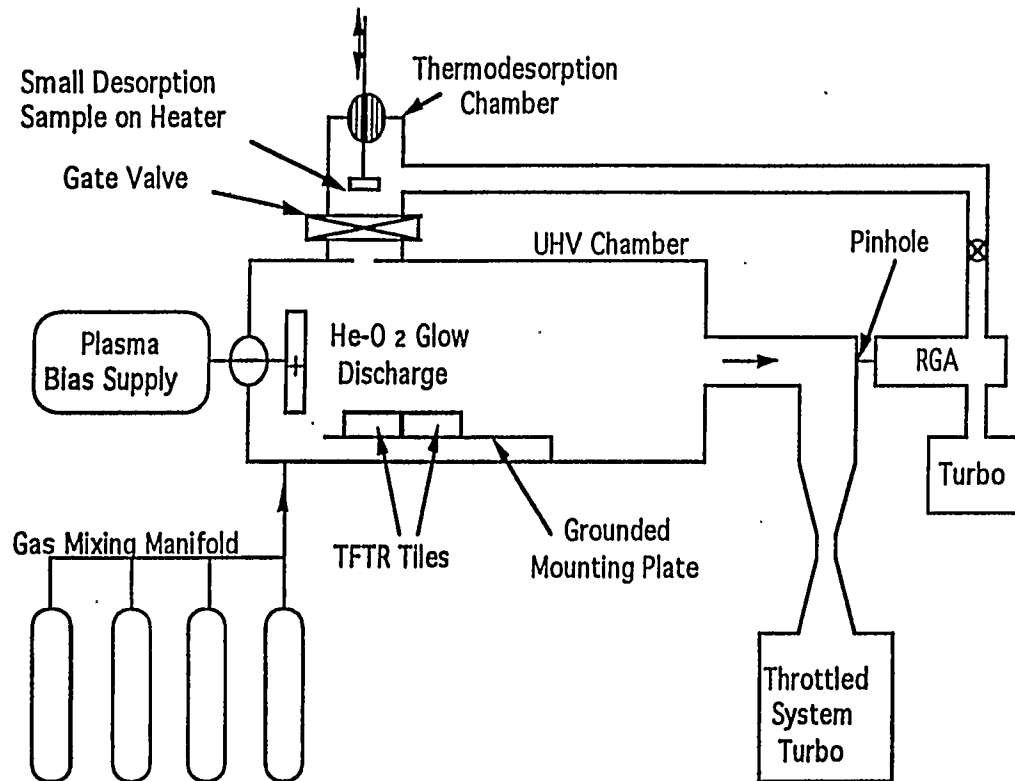 Small Desorption
Sample on Heater
Thermodesorption
Chamber
Gate Valve
UHV Chamber
Pinhole
Plasma
Bias Supply
He-O 2 Glow
Discharge
RGA
Turbo
TFTR Tiles
Grounded
Mounting Plate
Gas Mixing Manifold
Throttled
System
Turbo